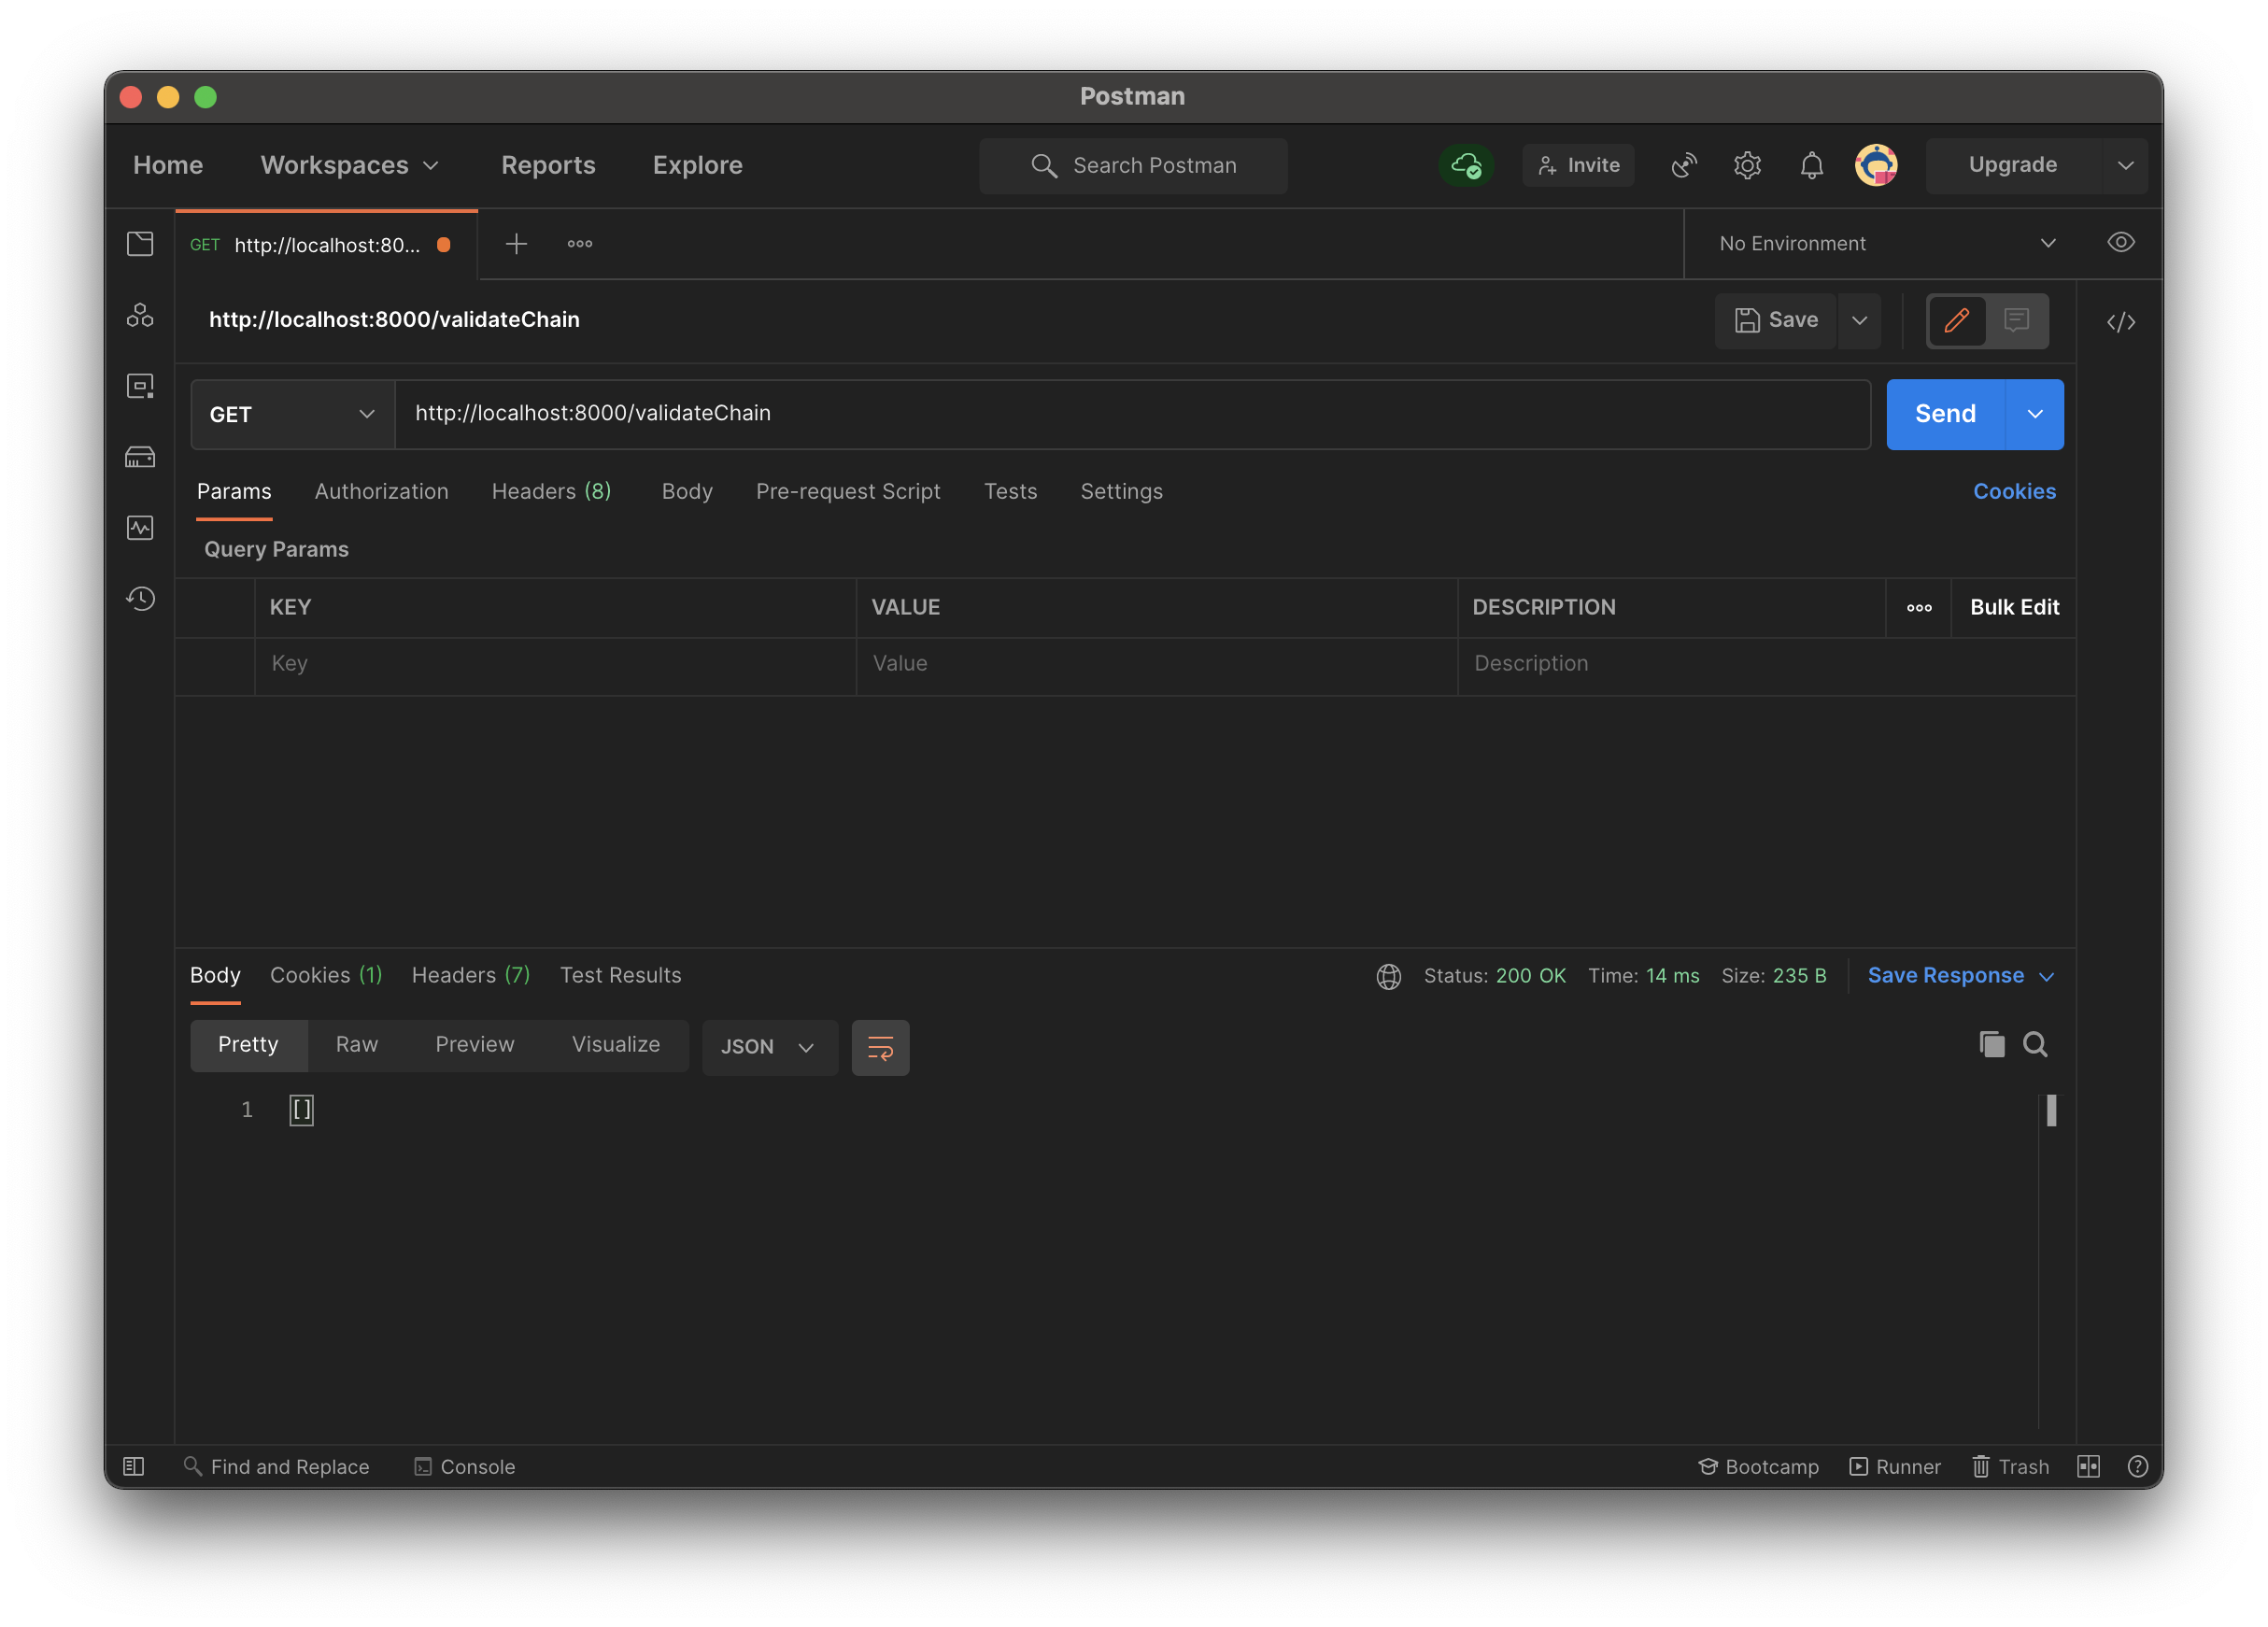 Postman
Home Workspaces Reports Explore Search Postman Invite Upgrade
GET http://localhost:80... No Environment
http://localhost:8000/validateChain Save
GET http://localhost:8000/validateChain Send
Params Authorization Headers (8) Body Pre-request Script Tests Settings Cookies
Query Params
KEY VALUE DESCRIPTION Bulk Edit
Key Value Description
Body Cookies (1) Headers (7) Test Results Status: 200 OK Time: 14 ms Size: 235 B Save Response
Pretty Raw Preview Visualize JSON
1 []
Find and Replace Console Bootcamp Runner Trash